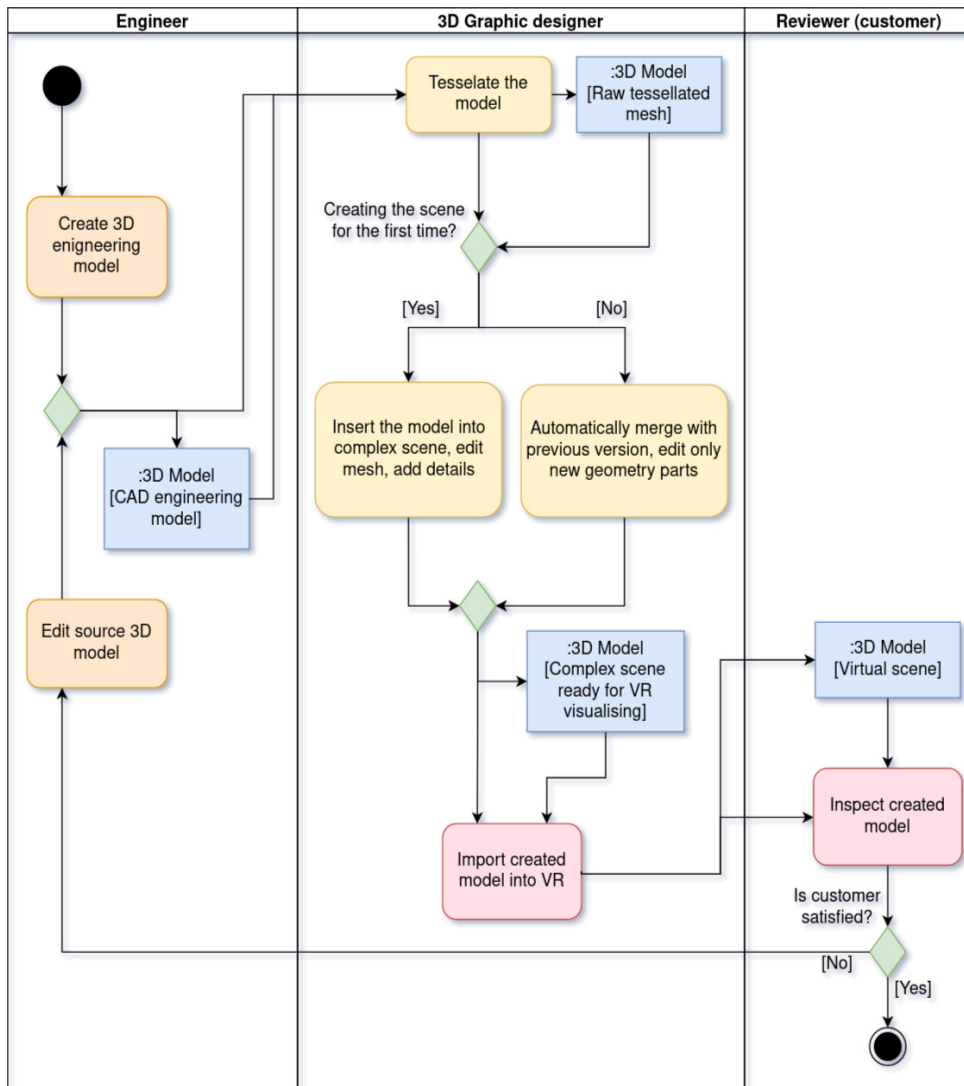 Engineer
3D Graphic designer
Reviewer (customer)
Tesselate the
model
:3D Model
[Raw tessellated
mesh]
Create 3D
enigneering
model
Creating the scene
for the first time?
[Yes]
[No]
Insert the model into
complex scene, edit
mesh, add details
Automatically merge with
previous version, edit only
new geometry parts
:3D Model
[CAD engineering
model]
Edit source 3D
model
:3D Model
[Complex scene
ready for VR
visualising]
:3D Model
[Virtual scene]
Import created
model into VR
Inspect created
model
Is customer
satisfied?
[No]
[Yes]